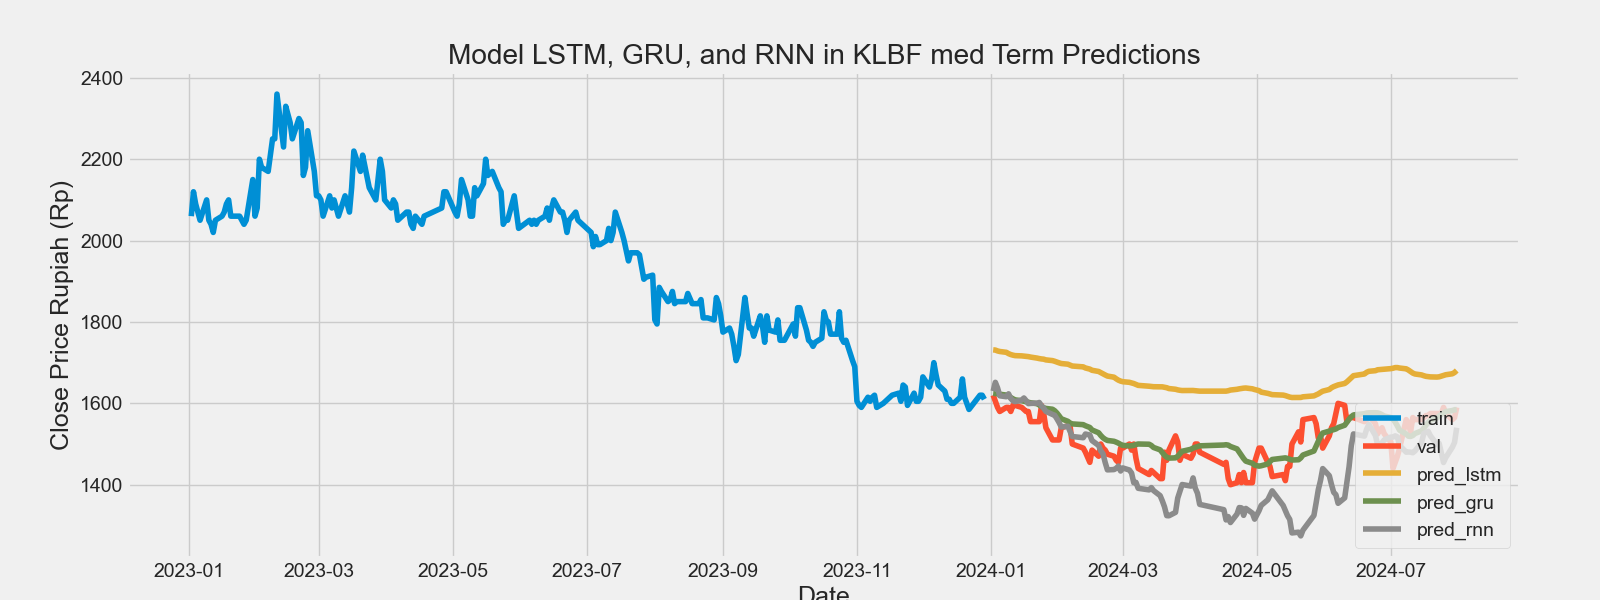 Model LSTM, GRU, and RNN in KLBF med Term Predictions
Close Price Rupiah (Rp)
2400
2200
2000
1800
1600
1400
train
val
pred_lstm
pred_gru
pred_rnn
2023-01 2023-03 2023-05 2023-07 2023-09 2023-11 2024-01 2024-03 2024-05 2024-07
Date